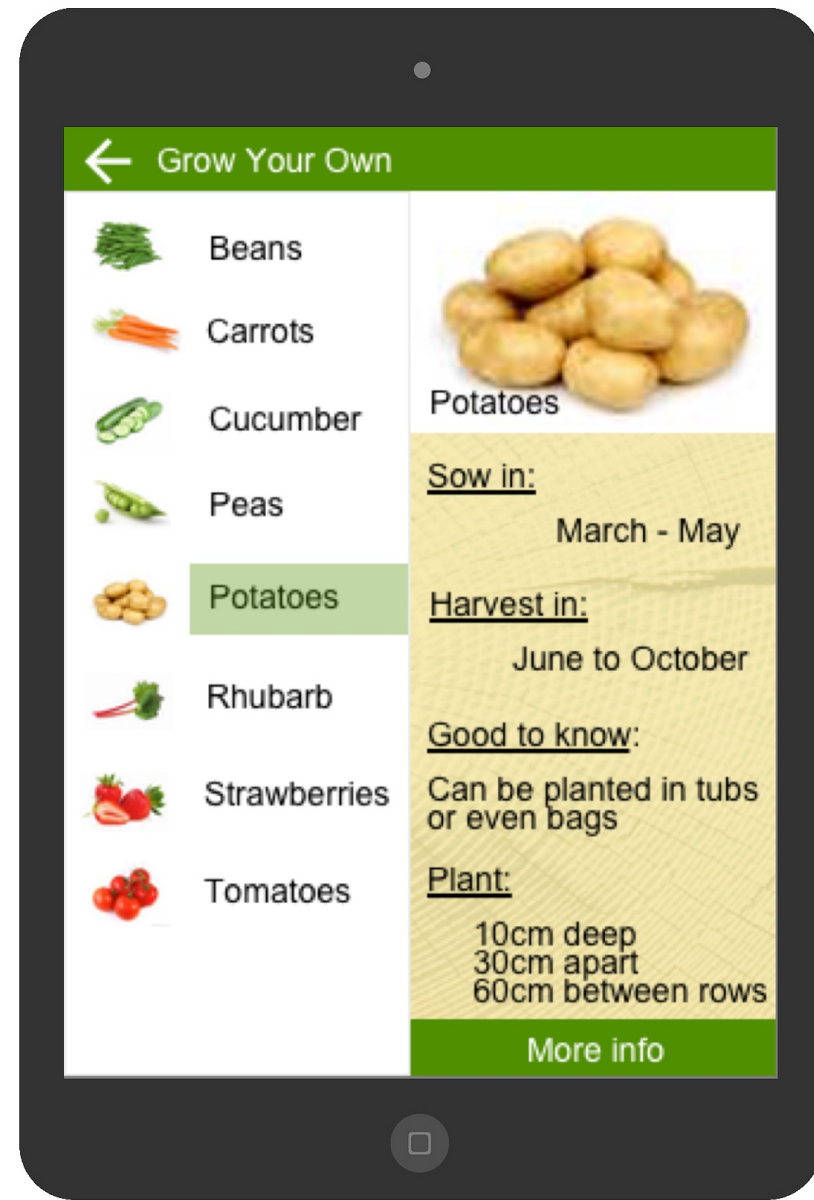 Grow Your Own
Beans
Carrots
Cucumber
Peas
Potatoes
Rhubarb
Strawberries
Tomatoes
Potatoes
Sow in:
March - May
Harvest in:
June to October
Good to know:
Can be planted in tubs
or even bags
Plant:
10cm deep
30cm apart
60cm between rows
More info